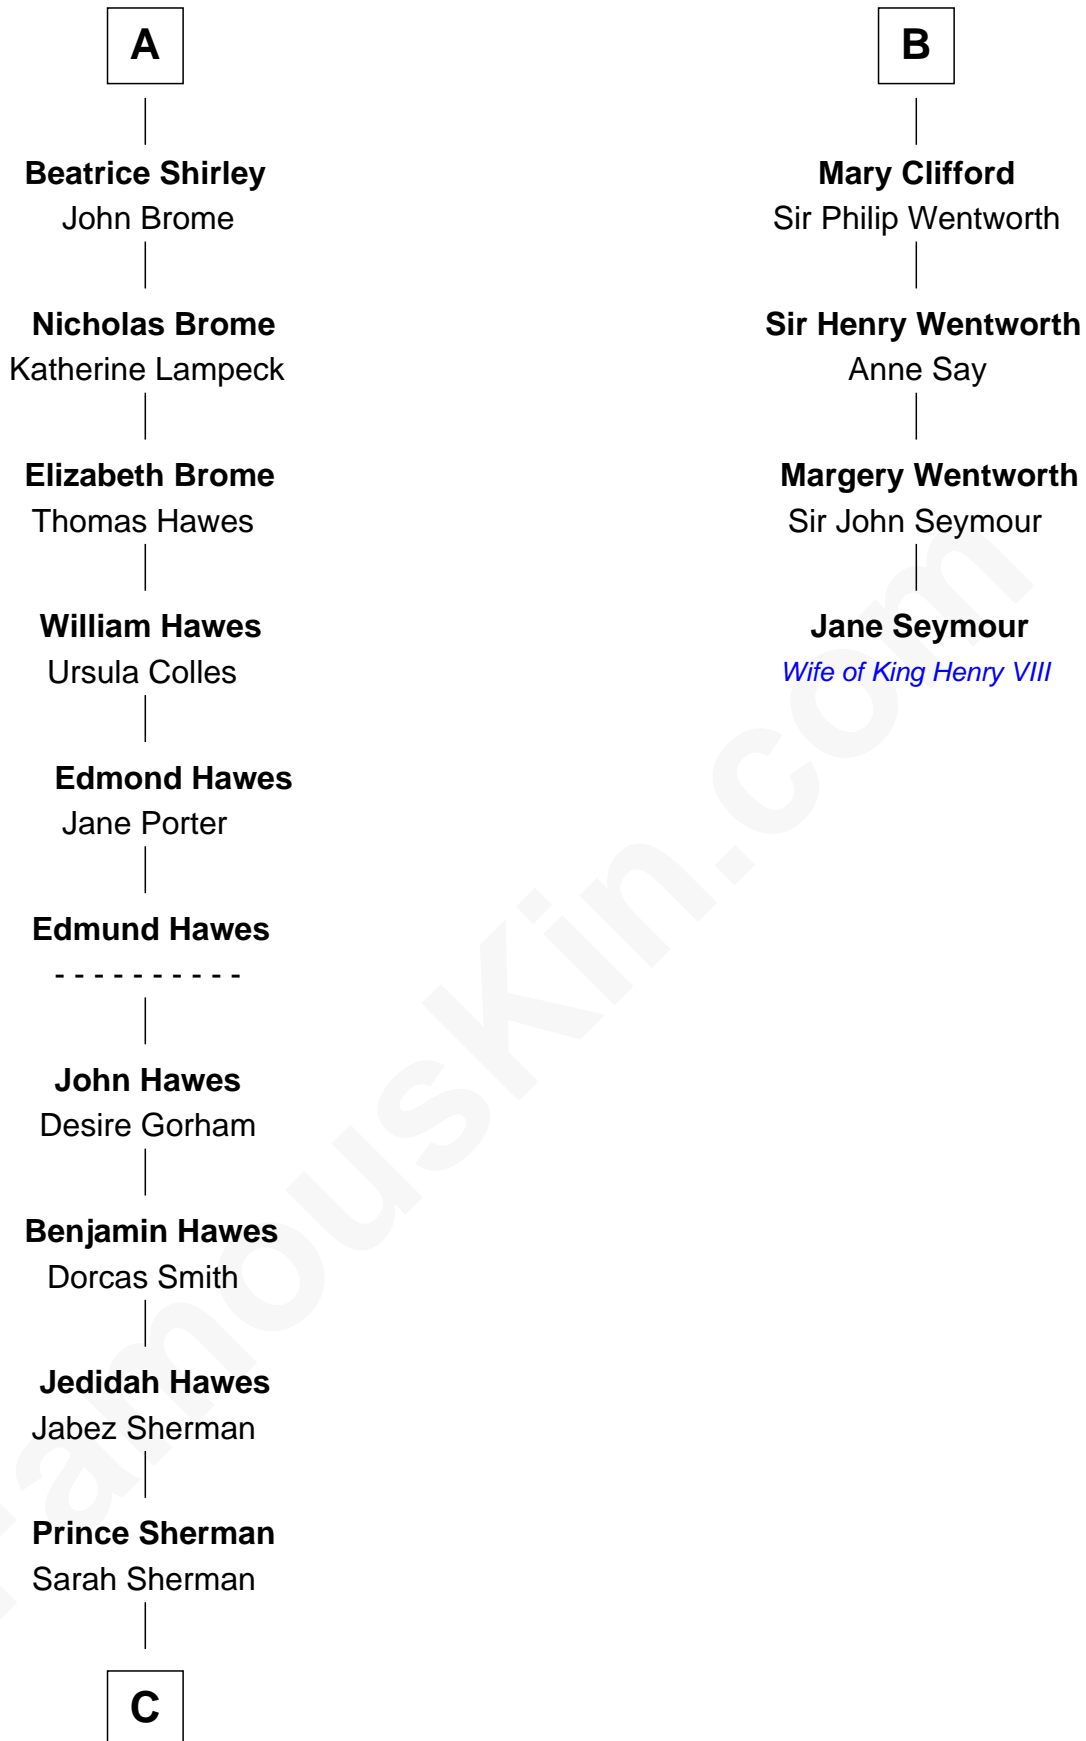 A
Beatrice Shirley
John Brome
Nicholas Brome
Katherine Lampeck
Elizabeth Brome
Thomas Hawes
William Hawes
Ursula Colles
Edmond Hawes
Jane Porter
Edmund Hawes
- - - - - - - - - -
John Hawes
Desire Gorham
Benjamin Hawes
Dorcas Smith
Jedidah Hawes
Jabez Sherman
Prince Sherman
Sarah Sherman
C
B
Mary Clifford
Sir Philip Wentworth
Sir Henry Wentworth
Anne Say
Margery Wentworth
Sir John Seymour
Jane Seymour
Wife of King Henry VIII
FamousKin.com